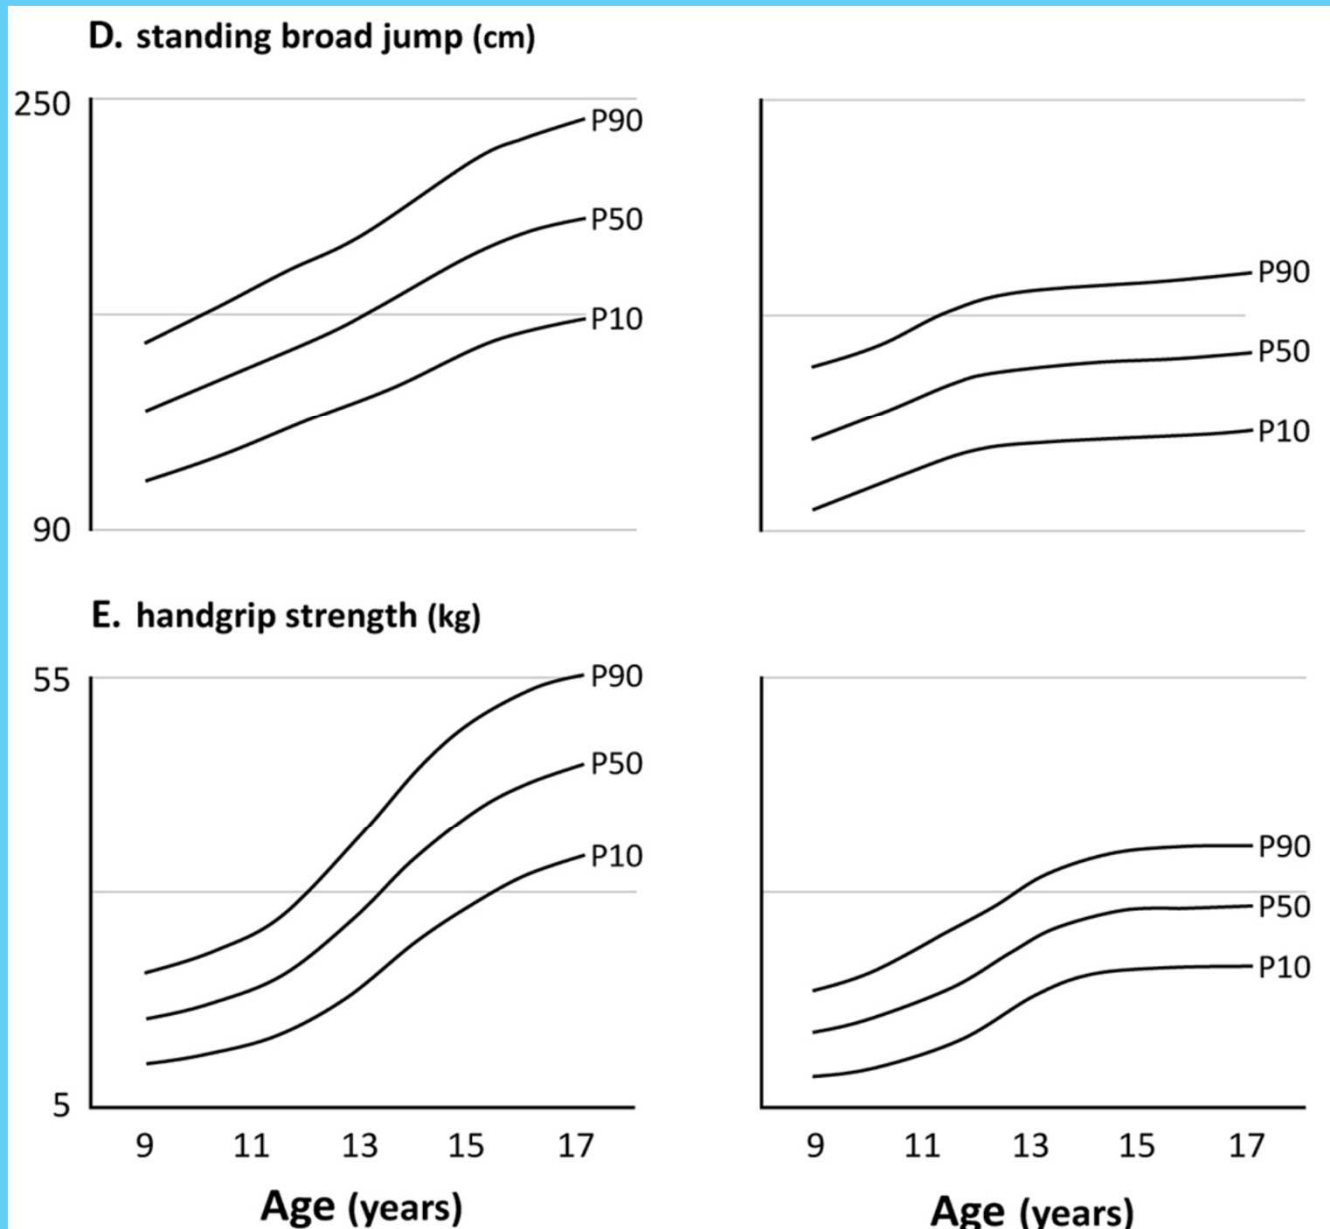 D. standing broad jump (cm)
250
P90
P50
P10
90
P90
P50
P10
E. handgrip strength (kg)
55
P90
P50
P10
5
9 11 13 15 17
Age (years)
P90
P50
P10
9 11 13 15 17
Age (years)